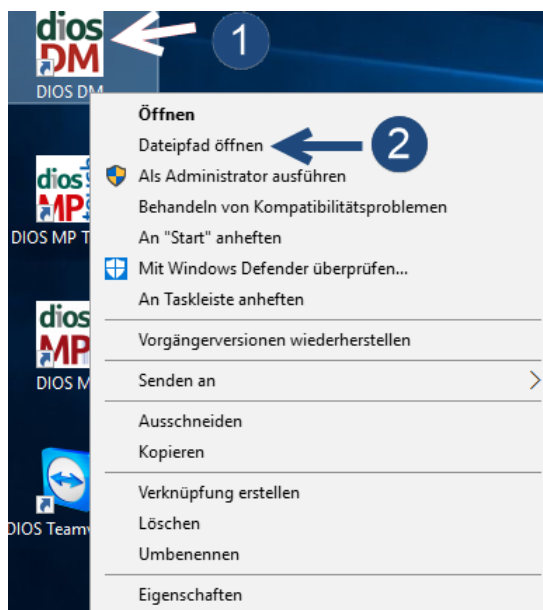 dios
DM
1
DIOS DM
Öffnen
Dateipfad öffnen
2
Als Administrator ausführen
Behandeln von Kompatibilitätsproblemen
An "Start" anheften
Mit Windows Defender überprüfen...
An Taskleiste anheften
Vorgängerversionen wiederherstellen
Senden an
Ausschneiden
Kopieren
Verknüpfung erstellen
Löschen
Umbenennen
Eigenschaften
dios
MP
DIOS MP T
dios
MP
DIOS M
DIOS Teamv